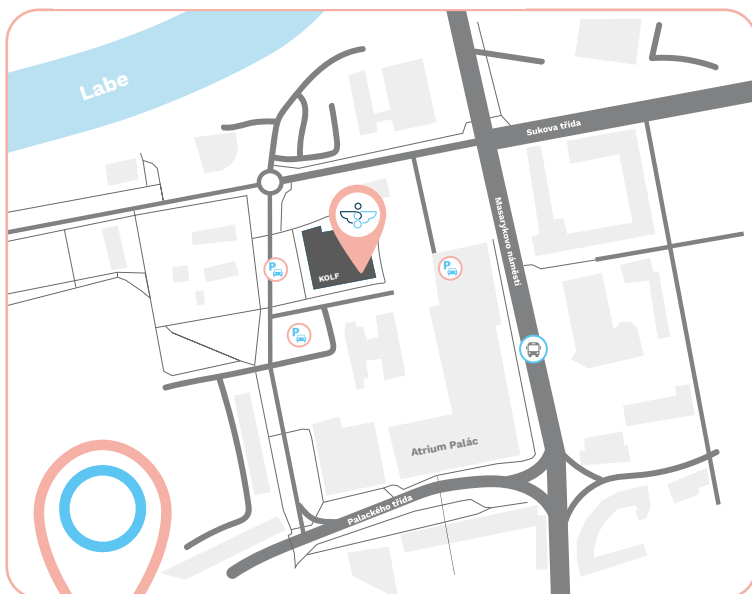 Labe
Sukova třída
Masarykovo náměstí
P
KOLF
P
P
Atrium Palác
Palackého třída